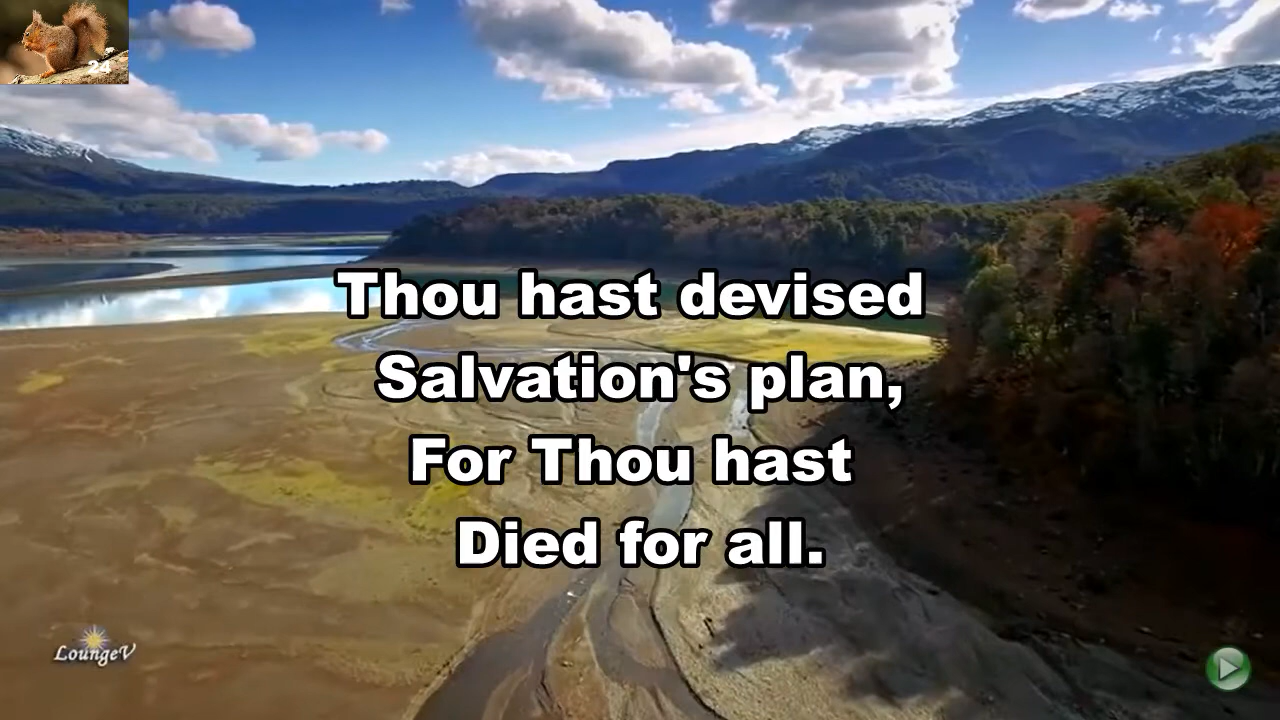 24
Thou hast devised
Salvation's plan,
For Thou hast
Died for all.
LoungeV